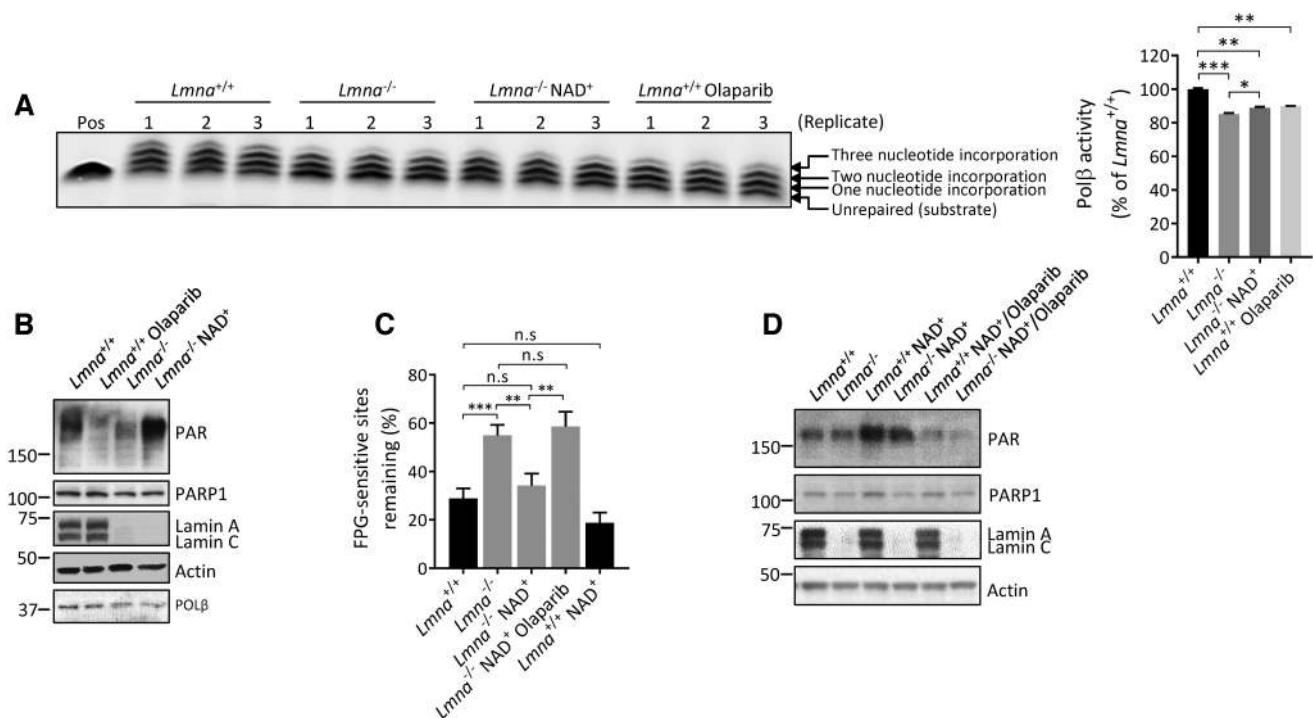 A
Lmna+/+ Lmna-/- Lmna-/- NAD+ Lmna+/+ Olaparib
Pos 1 2 3 1 2 3 1 2 3 1 2 3 (Replicate)
Three nucleotide incorporation
Two nucleotide incorporation
One nucleotide incorporation
Unrepaired (substrate)
Polβ activity
(% of Lmna+/+)
120
100
80
60
40
20
0
** 
**
***
*
Lmna+/+
Lmna-/-
Lmna-/- NAD+
Lmna+/+ Olaparib
B
Lmna+/+
Lmna+/+ Olaparib
Lmna-/-
Lmna-/- NAD+
150
PAR
100
PARP1
75
Lamin A
Lamin C
50
Actin
37
POLβ
C
FPG-sensitive sites
remaining (%)
80
60
40
20
0
n.s
n.s
n.s
***
**
**
Lmna+/+
Lmna-/-
Lmna-/- NAD+
Lmna-/- NAD+ Olaparib
Lmna+/+ NAD+
D
Lmna+/+
Lmna-/-
Lmna+/+ NAD+
Lmna-/- NAD+
Lmna+/+ NAD+/Olaparib
Lmna-/- NAD+/Olaparib
150
PAR
100
PARP1
75
Lamin A
Lamin C
50
Actin